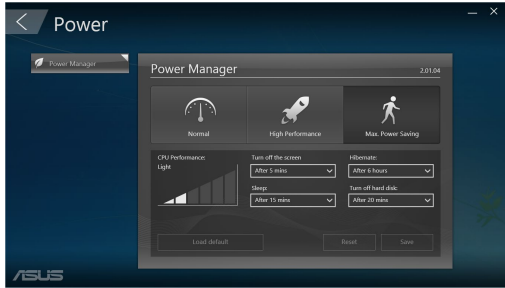 Power
Power Manager
Power Manager
2.01.04
Normal
High Performance
Max. Power Saving
CPU Performance:
Light
Turn off the screen
After 5 mins
Hibernate:
After 6 hours
Sleep:
After 15 mins
Turn off hard disk:
After 20 mins
Load default
Reset
Save
ASUS